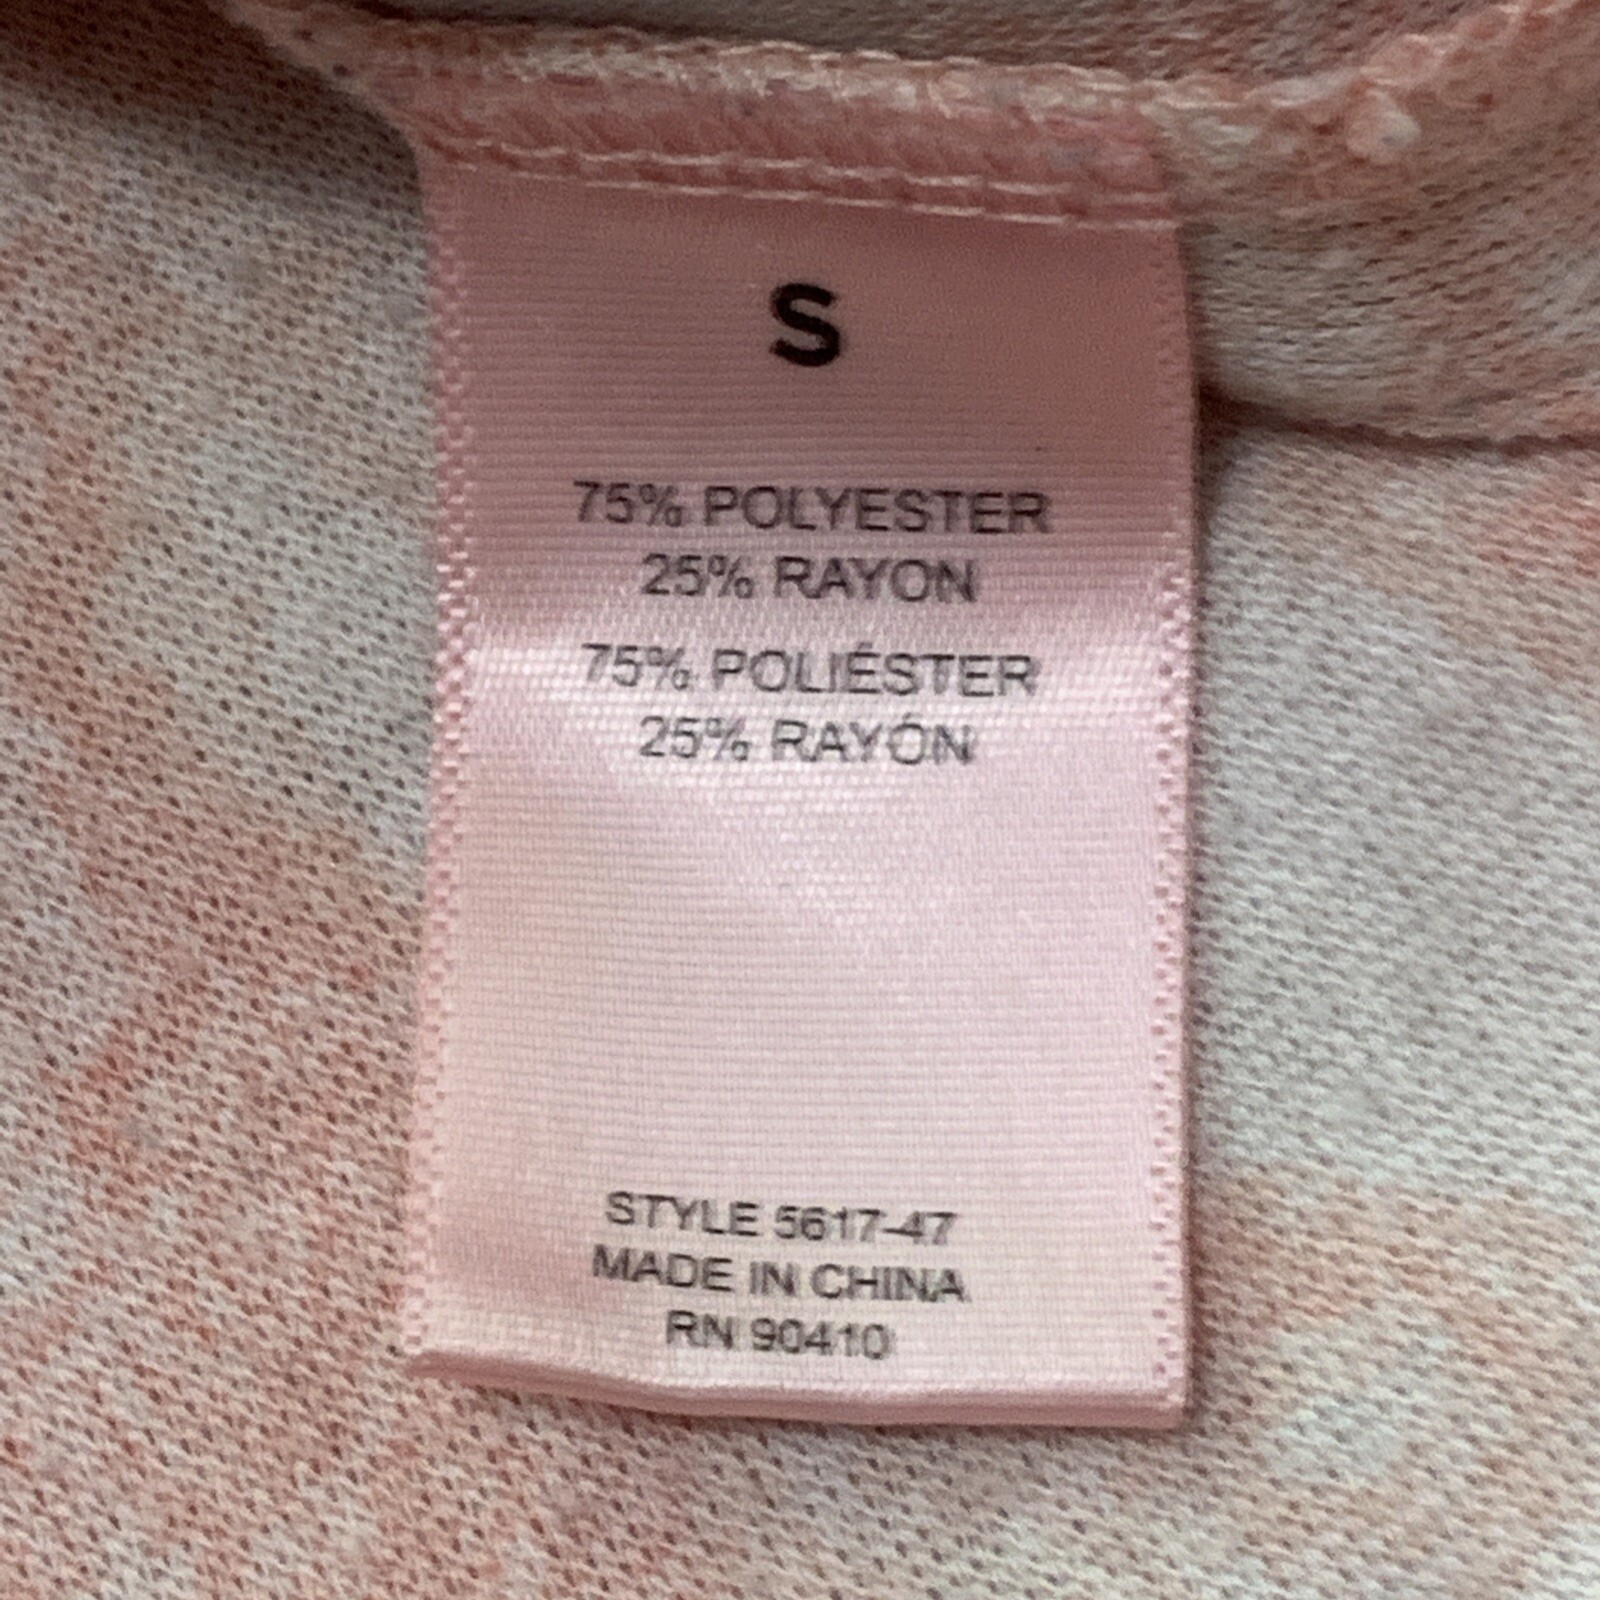 S
75% POLYESTER
25% RAYON
75% POLIÉSTER
25% RAYÓN
STYLE 5617-47
MADE IN CHINA
RN 90410